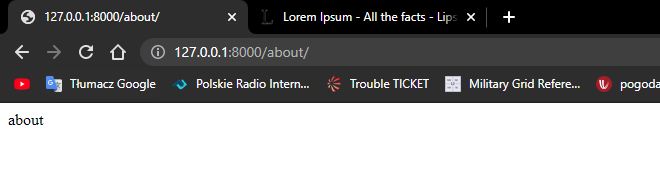 127.0.0.1:8000/about/ Lorem Ipsum - All the facts - Lips
127.0.0.1:8000/about/
Tłumacz Google Polskie Radio Intern... Trouble TICKET Military Grid Refere... pogoda
about